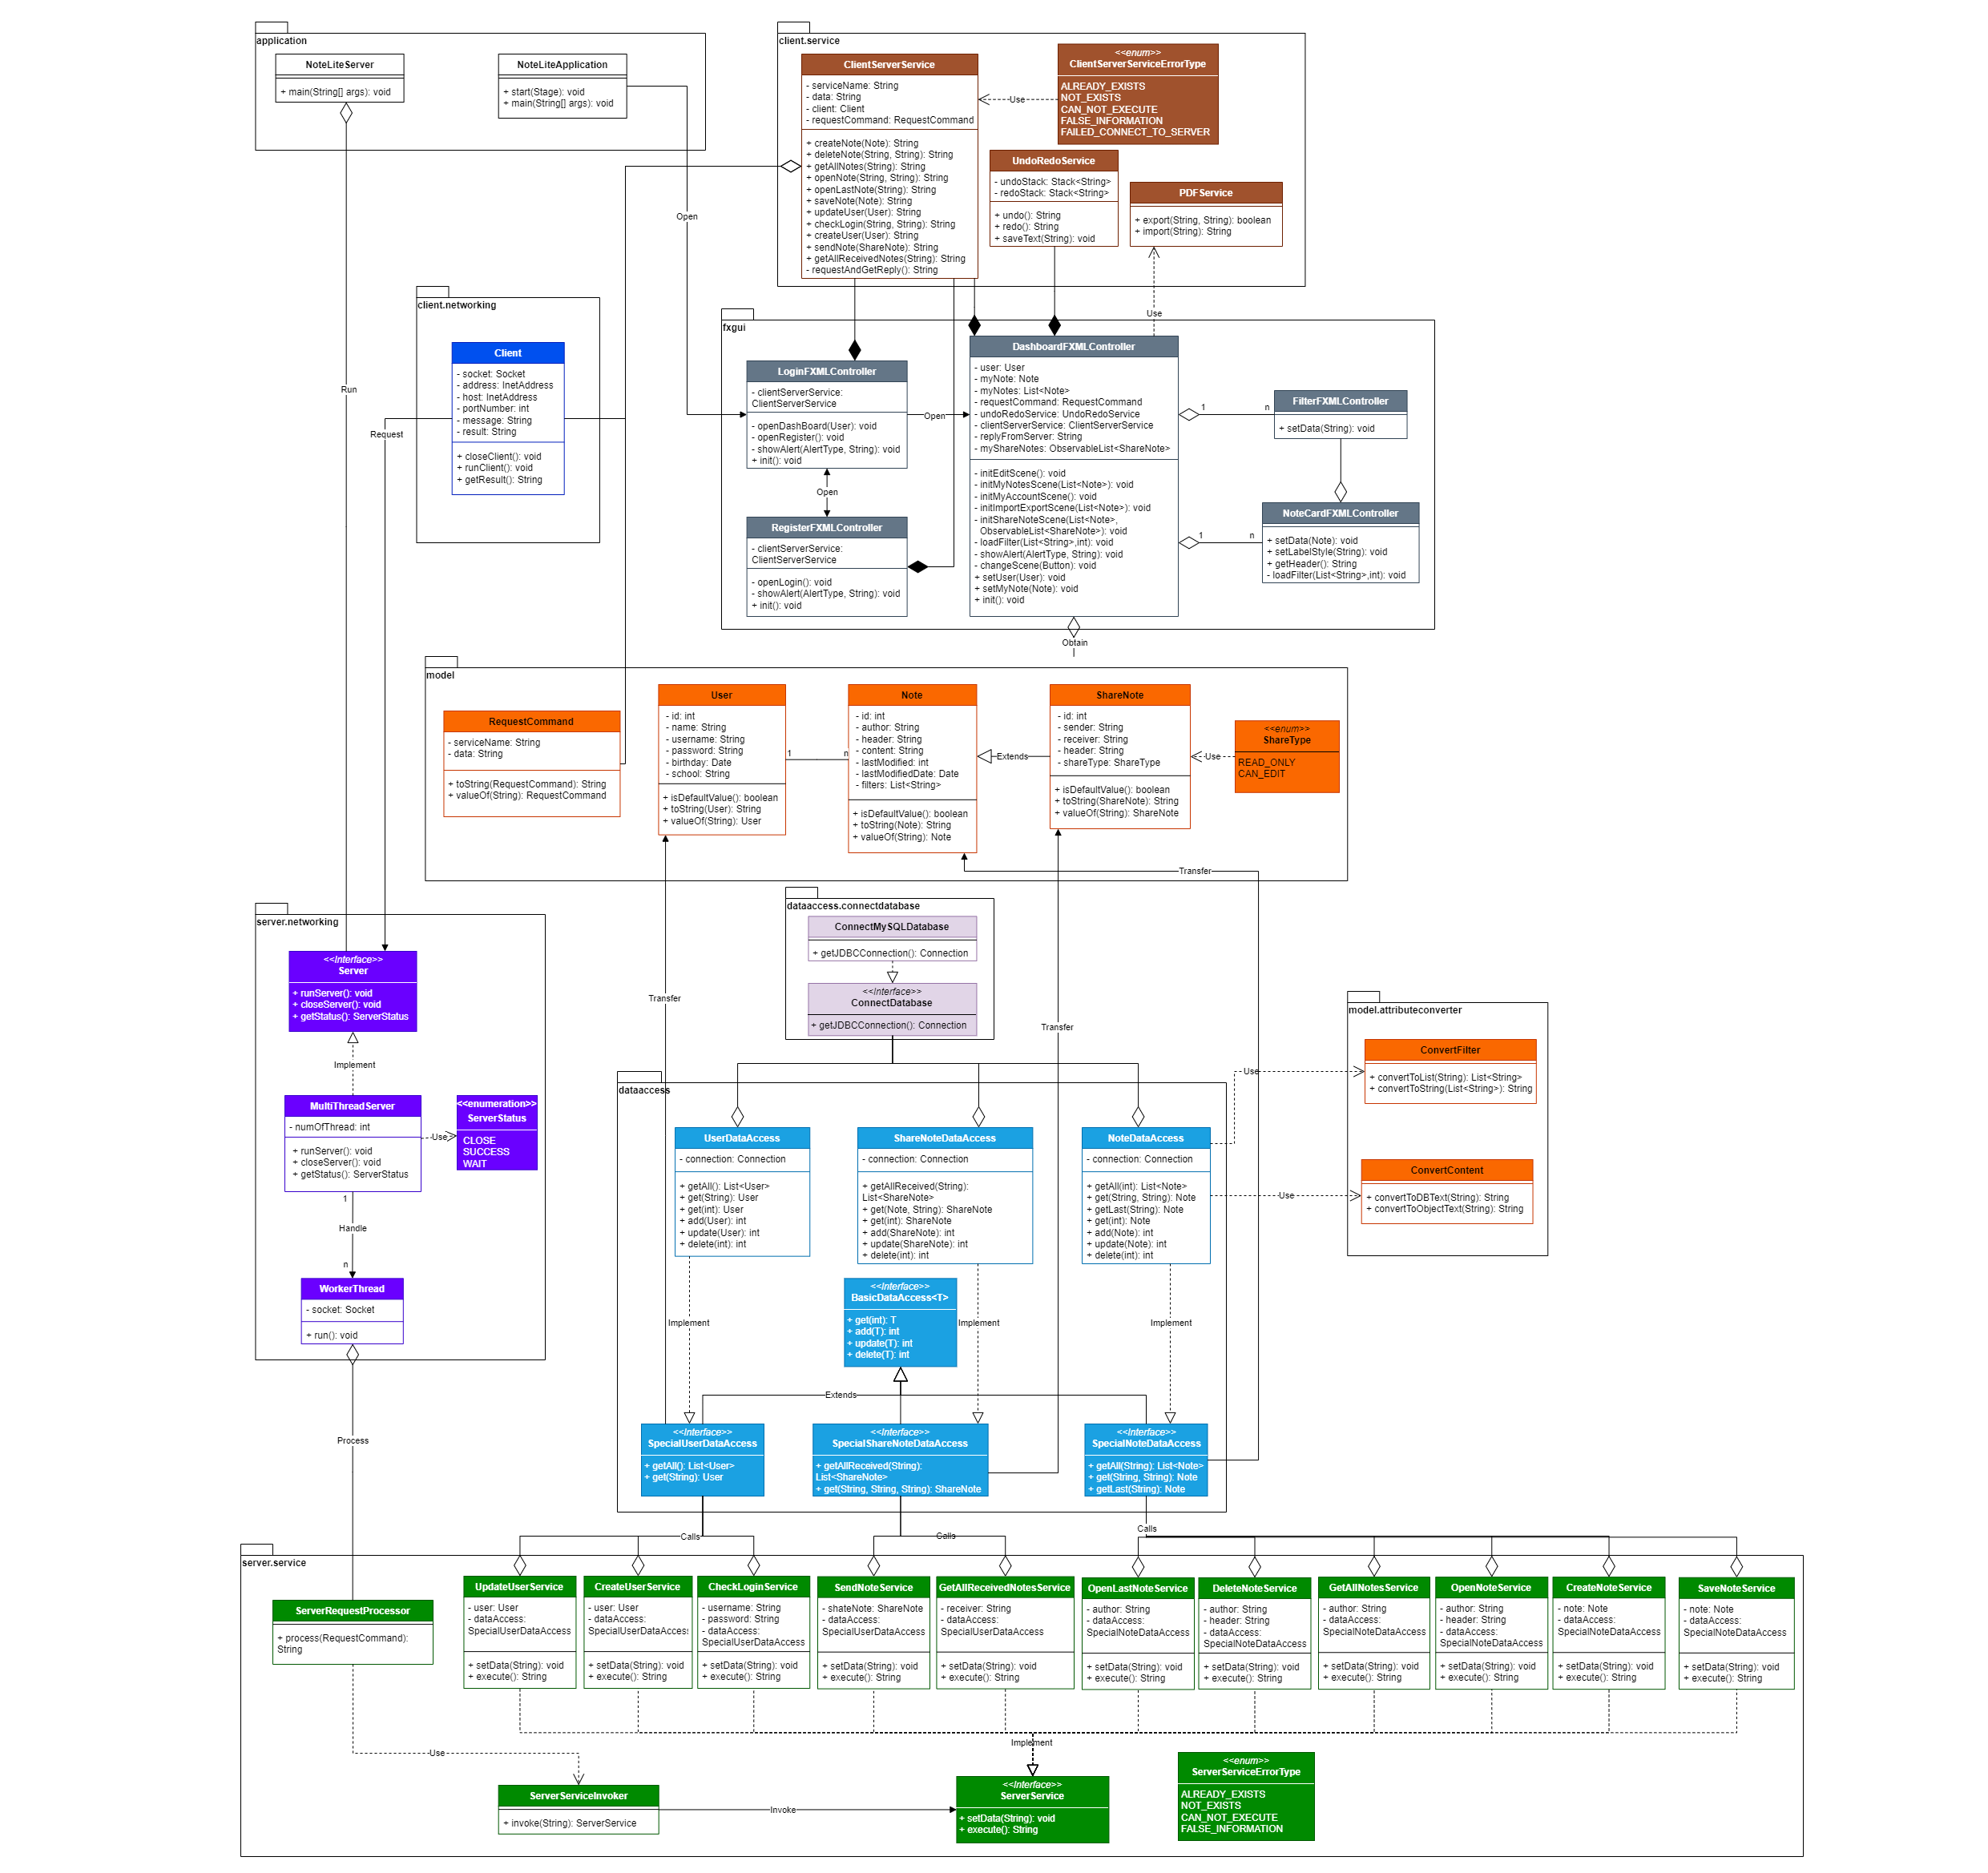 application
NoteLiteServer
+ main(String[] args): void
NoteLiteApplication
+ start(Stage): void
+ main(String[] args): void
client.service
ClientServerService
- serviceName: String
- data: String
- client: Client
- requestCommand: RequestCommand
+ createNote(Note): String
+ deleteNote(String, String): String
+ getAllNotes(String): String
+ openNote(String, String): String
+ openLastNote(String): String
+ saveNote(Note): String
+ updateUser(User): String
+ checkLogin(String, String): String
+ createUser(User): String
+ sendNote(ShareNote): String
+ getAllReceivedNotes(String): String
- requestAndGetReply(): String
Use
<<enum>>
ClientServerServiceErrorType
ALREADY_EXISTS
NOT_EXISTS
CAN_NOT_EXECUTE
FALSE_INFORMATION
FAILED_CONNECT_TO_SERVER
UndoRedoService
- undoStack: Stack<String>
- redoStack: Stack<String>
+ undo(): String
+ redo(): String
+ saveText(String): void
PDFService
+ export(String, String): boolean
+ import(String): String
Open
Use
Run
client.networking
Client
- socket: Socket
- address: InetAddress
- host: InetAddress
- portNumber: int
- message: String
- result: String
+ closeClient(): void
+ runClient(): void
+ getResult(): String
Request
fxgui
LoginFXMLController
- clientServerService:
ClientServerService
- openDashBoard(User): void
- openRegister(): void
- showAlert(AlertType, String): void
+ init(): void
Open
Open
RegisterFXMLController
- clientServerService:
ClientServerService
- openLogin(): void
- showAlert(AlertType, String): void
+ init(): void
DashboardFXMLController
- user: User
- myNote: Note
- myNotes: List<Note>
- requestCommand: RequestCommand
- undoRedoService: UndoRedoService
- clientServerService: ClientServerService
- replyFromServer: String
- myShareNotes: ObservableList<ShareNote>
- initEditScene(): void
- initMyNotesScene(List<Note>): void
- initMyAccountScene(): void
- initImportExportScene(List<Note>): void
- initShareNoteScene(List<Note>,
ObservableList<ShareNote>): void
- loadFilter(List<String>,int): void
- showAlert(AlertType, String): void
- changeScene(Button): void
+ setUser(User): void
+ setMyNote(Note): void
+ init(): void
1
n
FilterFXMLController
+ setData(String): void
1
n
NoteCardFXMLController
+ setData(Note): void
+ setLabelStyle(String): void
+ getHeader(): String
- loadFilter(List<String>,int): void
Obtain
model
RequestCommand
- serviceName: String
- data: String
+ toString(RequestCommand): String
+ valueOf(String): RequestCommand
User
- id: int
- name: String
- username: String
- password: String
- birthday: Date
- school: String
+ isDefaultValue(): boolean
+ toString(User): String
+ valueOf(String): User
1
n
Note
- id: int
- author: String
- header: String
- content: String
- lastModified: int
- lastModifiedDate: Date
- filters: List<String>
+ isDefaultValue(): boolean
+ toString(Note): String
+ valueOf(String): Note
Extends
ShareNote
- id: int
- sender: String
- receiver: String
- header: String
- shareType: ShareType
+ isDefaultValue(): boolean
+ toString(ShareNote): String
+ valueOf(String): ShareNote
Use
<<enum>>
ShareType
READ_ONLY
CAN_EDIT
Transfer
server.networking
<<Interface>>
Server
+ runServer(): void
+ closeServer(): void
+ getStatus(): ServerStatus
Implement
MultiThreadServer
- numOfThread: int
+ runServer(): void
+ closeServer(): void
+ getStatus(): ServerStatus
Use
<<enumeration>>
ServerStatus
CLOSE
SUCCESS
WAIT
1
Handle
n
WorkerThread
- socket: Socket
+ run(): void
Process
dataaccess.connectdatabase
ConnectMySQLDatabase
+ getJDBCConnection(): Connection
<<Interface>>
ConnectDatabase
+ getJDBCConnection(): Connection
Transfer
Transfer
model.attributeconverter
ConvertFilter
+ convertToList(String): List<String>
+ convertToString(List<String>): String
ConvertContent
+ convertToDBText(String): String
+ convertToObjectText(String): String
Use
Use
dataaccess
UserDataAccess
- connection: Connection
+ getAll(): List<User>
+ get(String): User
+ get(int): User
+ add(User): int
+ update(User): int
+ delete(int): int
ShareNoteDataAccess
- connection: Connection
+ getAllReceived(String):
List<ShareNote>
+ get(Note, String): ShareNote
+ get(int): ShareNote
+ add(ShareNote): int
+ update(ShareNote): int
+ delete(int): int
NoteDataAccess
- connection: Connection
+ getAll(int): List<Note>
+ get(String, String): Note
+ getLast(String): Note
+ get(int): Note
+ add(Note): int
+ update(Note): int
+ delete(int): int
<<Interface>>
BasicDataAccess<T>
+ get(int): T
+ add(T): int
+ update(T): int
+ delete(T): int
Implement
Implement
Implement
Extends
<<Interface>>
SpecialUserDataAccess
+ getAll(): List<User>
+ get(String): User
<<Interface>>
SpecialShareNoteDataAccess
+ getAllReceived(String):
List<ShareNote>
+ get(String, String, String): ShareNote
<<Interface>>
SpecialNoteDataAccess
+ getAll(String): List<Note>
+ get(String, String): Note
+ getLast(String): Note
Calls
Calls
Calls
server.service
ServerRequestProcessor
+ process(RequestCommand):
String
UpdateUserService
- user: User
- dataAccess:
SpecialUserDataAccess
+ setData(String): void
+ execute(): String
CreateUserService
- user: User
- dataAccess:
SpecialUserDataAccess
+ setData(String): void
+ execute(): String
CheckLoginService
- username: String
- password: String
- dataAccess:
SpecialUserDataAccess
+ setData(String): void
+ execute(): String
SendNoteService
- shateNote: ShareNote
- dataAccess:
SpecialUserDataAccess
+ setData(String): void
+ execute(): String
GetAllReceivedNotesService
- receiver: String
- dataAccess:
SpecialUserDataAccess
+ setData(String): void
+ execute(): String
OpenLastNoteService
- author: String
- dataAccess:
SpecialNoteDataAccess
+ setData(String): void
+ execute(): String
DeleteNoteService
- author: String
- header: String
- dataAccess:
SpecialNoteDataAccess
+ setData(String): void
+ execute(): String
GetAllNotesService
- author: String
- dataAccess:
SpecialNoteDataAccess
+ setData(String): void
+ execute(): String
OpenNoteService
- author: String
- header: String
- dataAccess:
SpecialNoteDataAccess
+ setData(String): void
+ execute(): String
CreateNoteService
- note: Note
- dataAccess:
SpecialNoteDataAccess
+ setData(String): void
+ execute(): String
SaveNoteService
- note: Note
- dataAccess:
SpecialNoteDataAccess
+ setData(String): void
+ execute(): String
Use
Implement
ServerServiceInvoker
+ invoke(String): ServerService
Invoke
<<Interface>>
ServerService
+ setData(String): void
+ execute(): String
<<enum>>
ServerServiceErrorType
ALREADY_EXISTS
NOT_EXISTS
CAN_NOT_EXECUTE
FALSE_INFORMATION